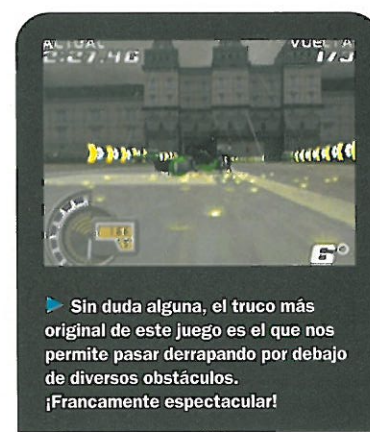 ACTUAL
2:27.46
VUELTA
1/3
6º
▶ Sin duda alguna, el truco más
original de este juego es el que nos
permite pasar derrapando por debajo
de diversos obstáculos.
¡Francamente espectacular!